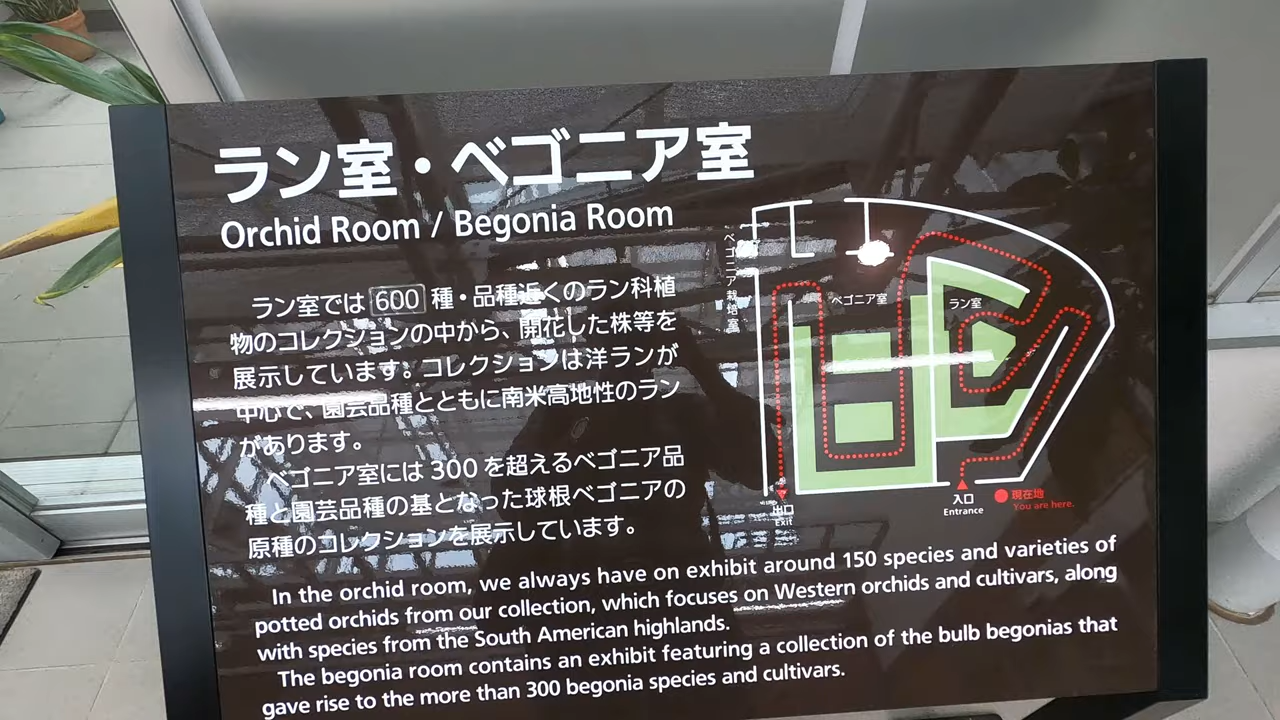 ラン室・ベゴニア室
Orchid Room / Begonia Room
ラン室では 600 種・品種近くのラン科植
物のコレクションの中から、開花した株等を
展示しています。コレクションは洋ランが
中心で、園芸品種とともに南米高地性のラン
があります。
ベゴニア室には 300 を超えるベゴニア品
種と園芸品種の基となった球根ベゴニアの
原種のコレクションを展示しています。
In the orchid room, we always have on exhibit around 150 species and varieties of
potted orchids from our collection, which focuses on Western orchids and cultivars, along
with species from the South American highlands.
The begonia room contains an exhibit featuring a collection of the bulb begonias that
gave rise to the more than 300 begonia species and cultivars.
ベゴニア栽培室
ベゴニア室
ラン室
出口
Exit
入口
Entrance
現在地
You are here.